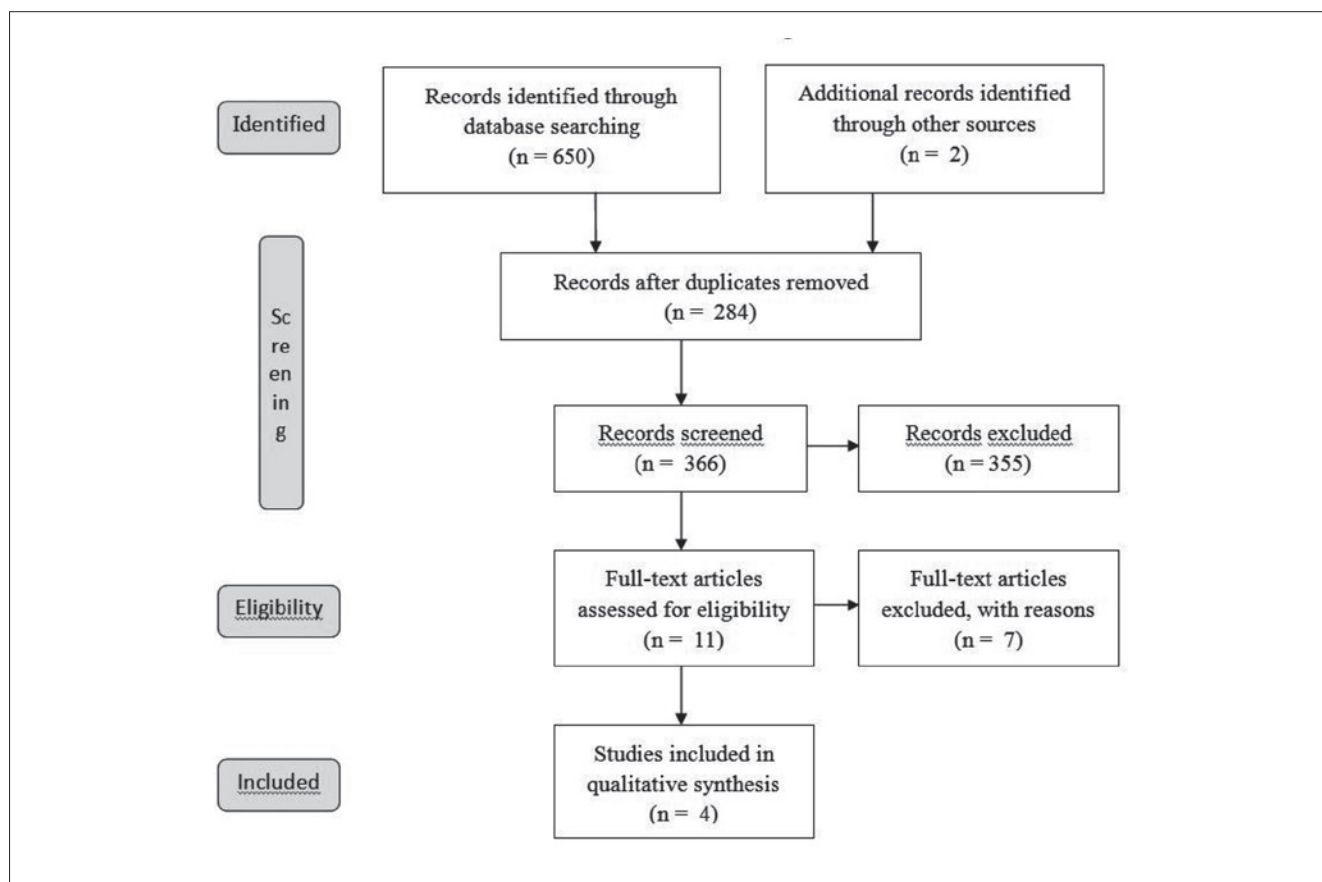 Identified
Records identified through
database searching
(n = 650)
Additional records identified
through other sources
(n = 2)
Sc
re
en
in
g
Records after duplicates removed
(n = 284)
Records screened
(n = 366)
Records excluded
(n = 355)
Eligibility
Full-text articles
assessed for eligibility
(n = 11)
Full-text articles
excluded, with reasons
(n = 7)
Included
Studies included in
qualitative synthesis
(n = 4)